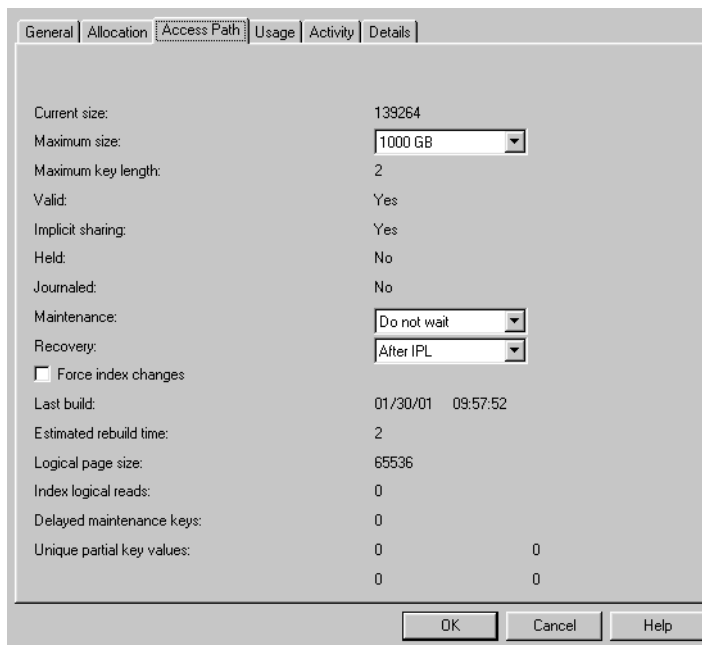 General Allocation Access Path Usage Activity Details
Current size: 139264
Maximum size: 1000 GB
Maximum key length: 2
Valid: Yes
Implicit sharing: Yes
Held: No
Journaled: No
Maintenance: Do not wait
Recovery: After IPL
Force index changes
Last build: 01/30/01 09:57:52
Estimated rebuild time: 2
Logical page size: 65536
Index logical reads: 0
Delayed maintenance keys: 0
Unique partial key values: 0 0
0 0
OK Cancel Help